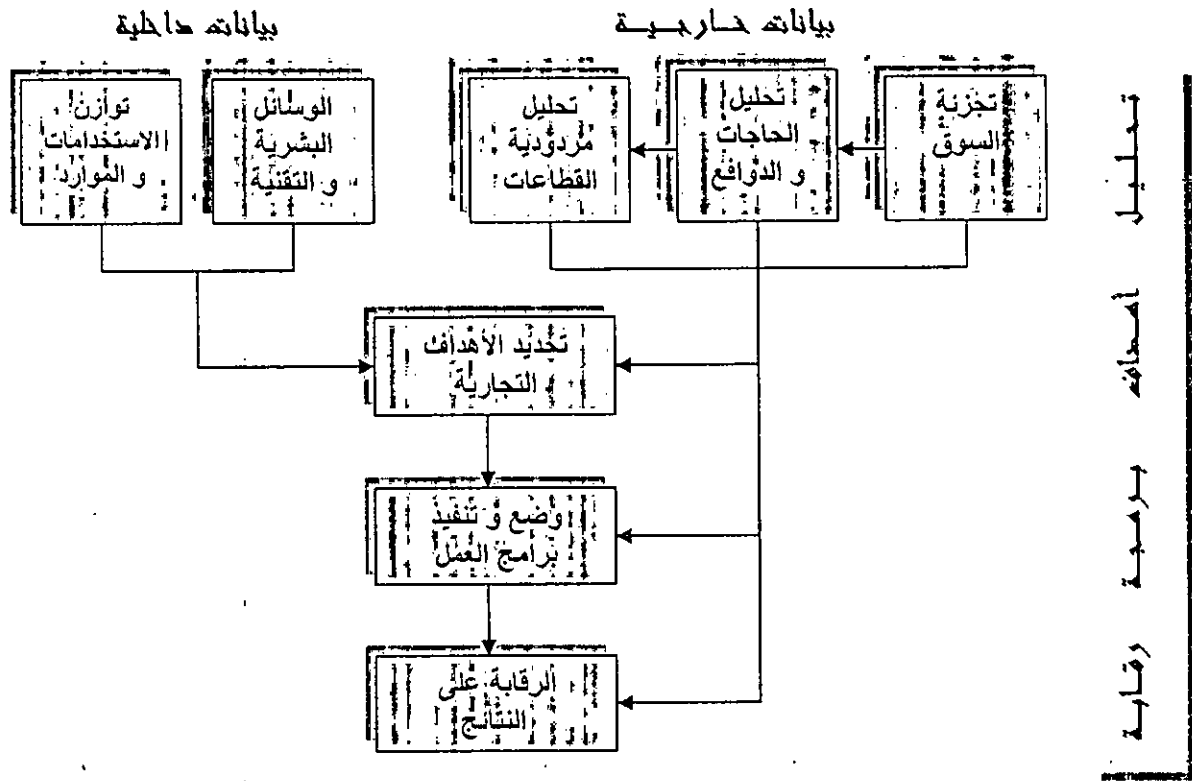 بيانات خارجية
بيانات داخلية
تجزئة
السوق
تحليل
الحاجات
و الدوافع
تحليل
مردودية
القطاعات
الوسائل
البشرية
و التقنية
توازن
الاستخدامات
و الموارد
تحليل
أهداف
تحديد الأهداف
التجارية
برمجة
وضع و تنفيذ
برامج العمل
رقابة
الرقابة على
النتائج